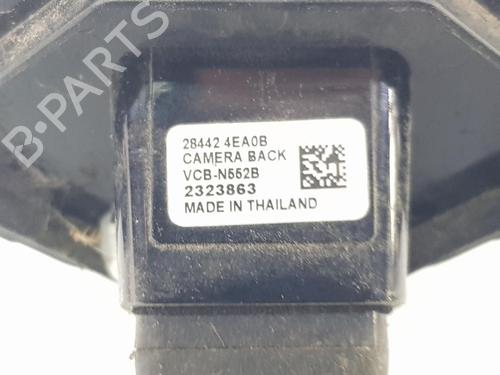 B-PARTS
28442 4EA0B
CAMERA BACK
VCB-N552B
2323863
MADE IN THAILAND